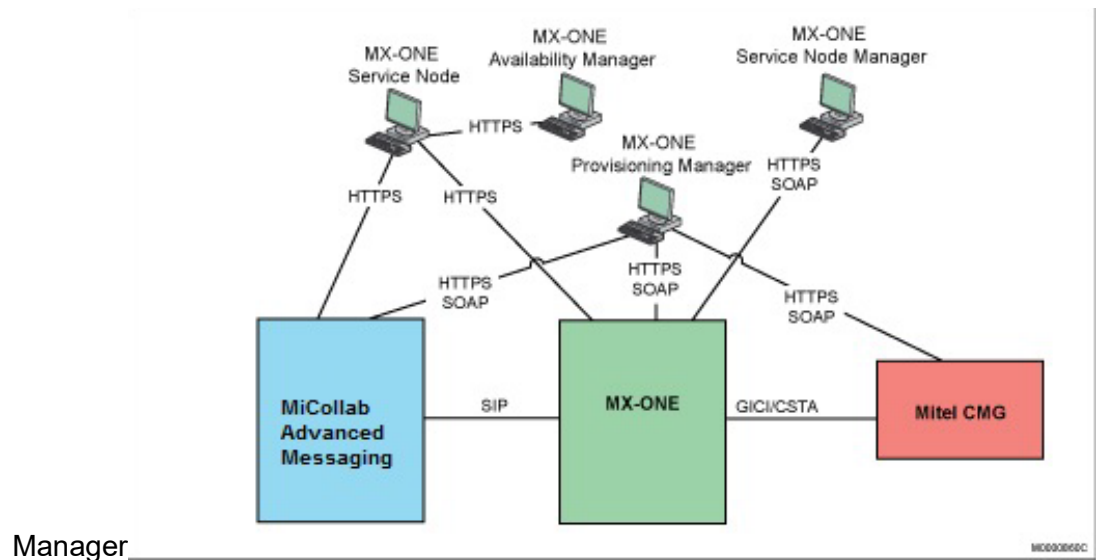 MX-ONE
Service Node
MX-ONE
Availability Manager
MX-ONE
Service Node Manager
HTTPS
MX-ONE
Provisioning Manager
HTTPS
SOAP
HTTPS
HTTPS
HTTPS
SOAP
HTTPS
SOAP
HTTPS
SOAP
MiCollab
Advanced
Messaging
SIP
MX-ONE
GICI/CSTA
Mitel CMG
Manager
M0000060C